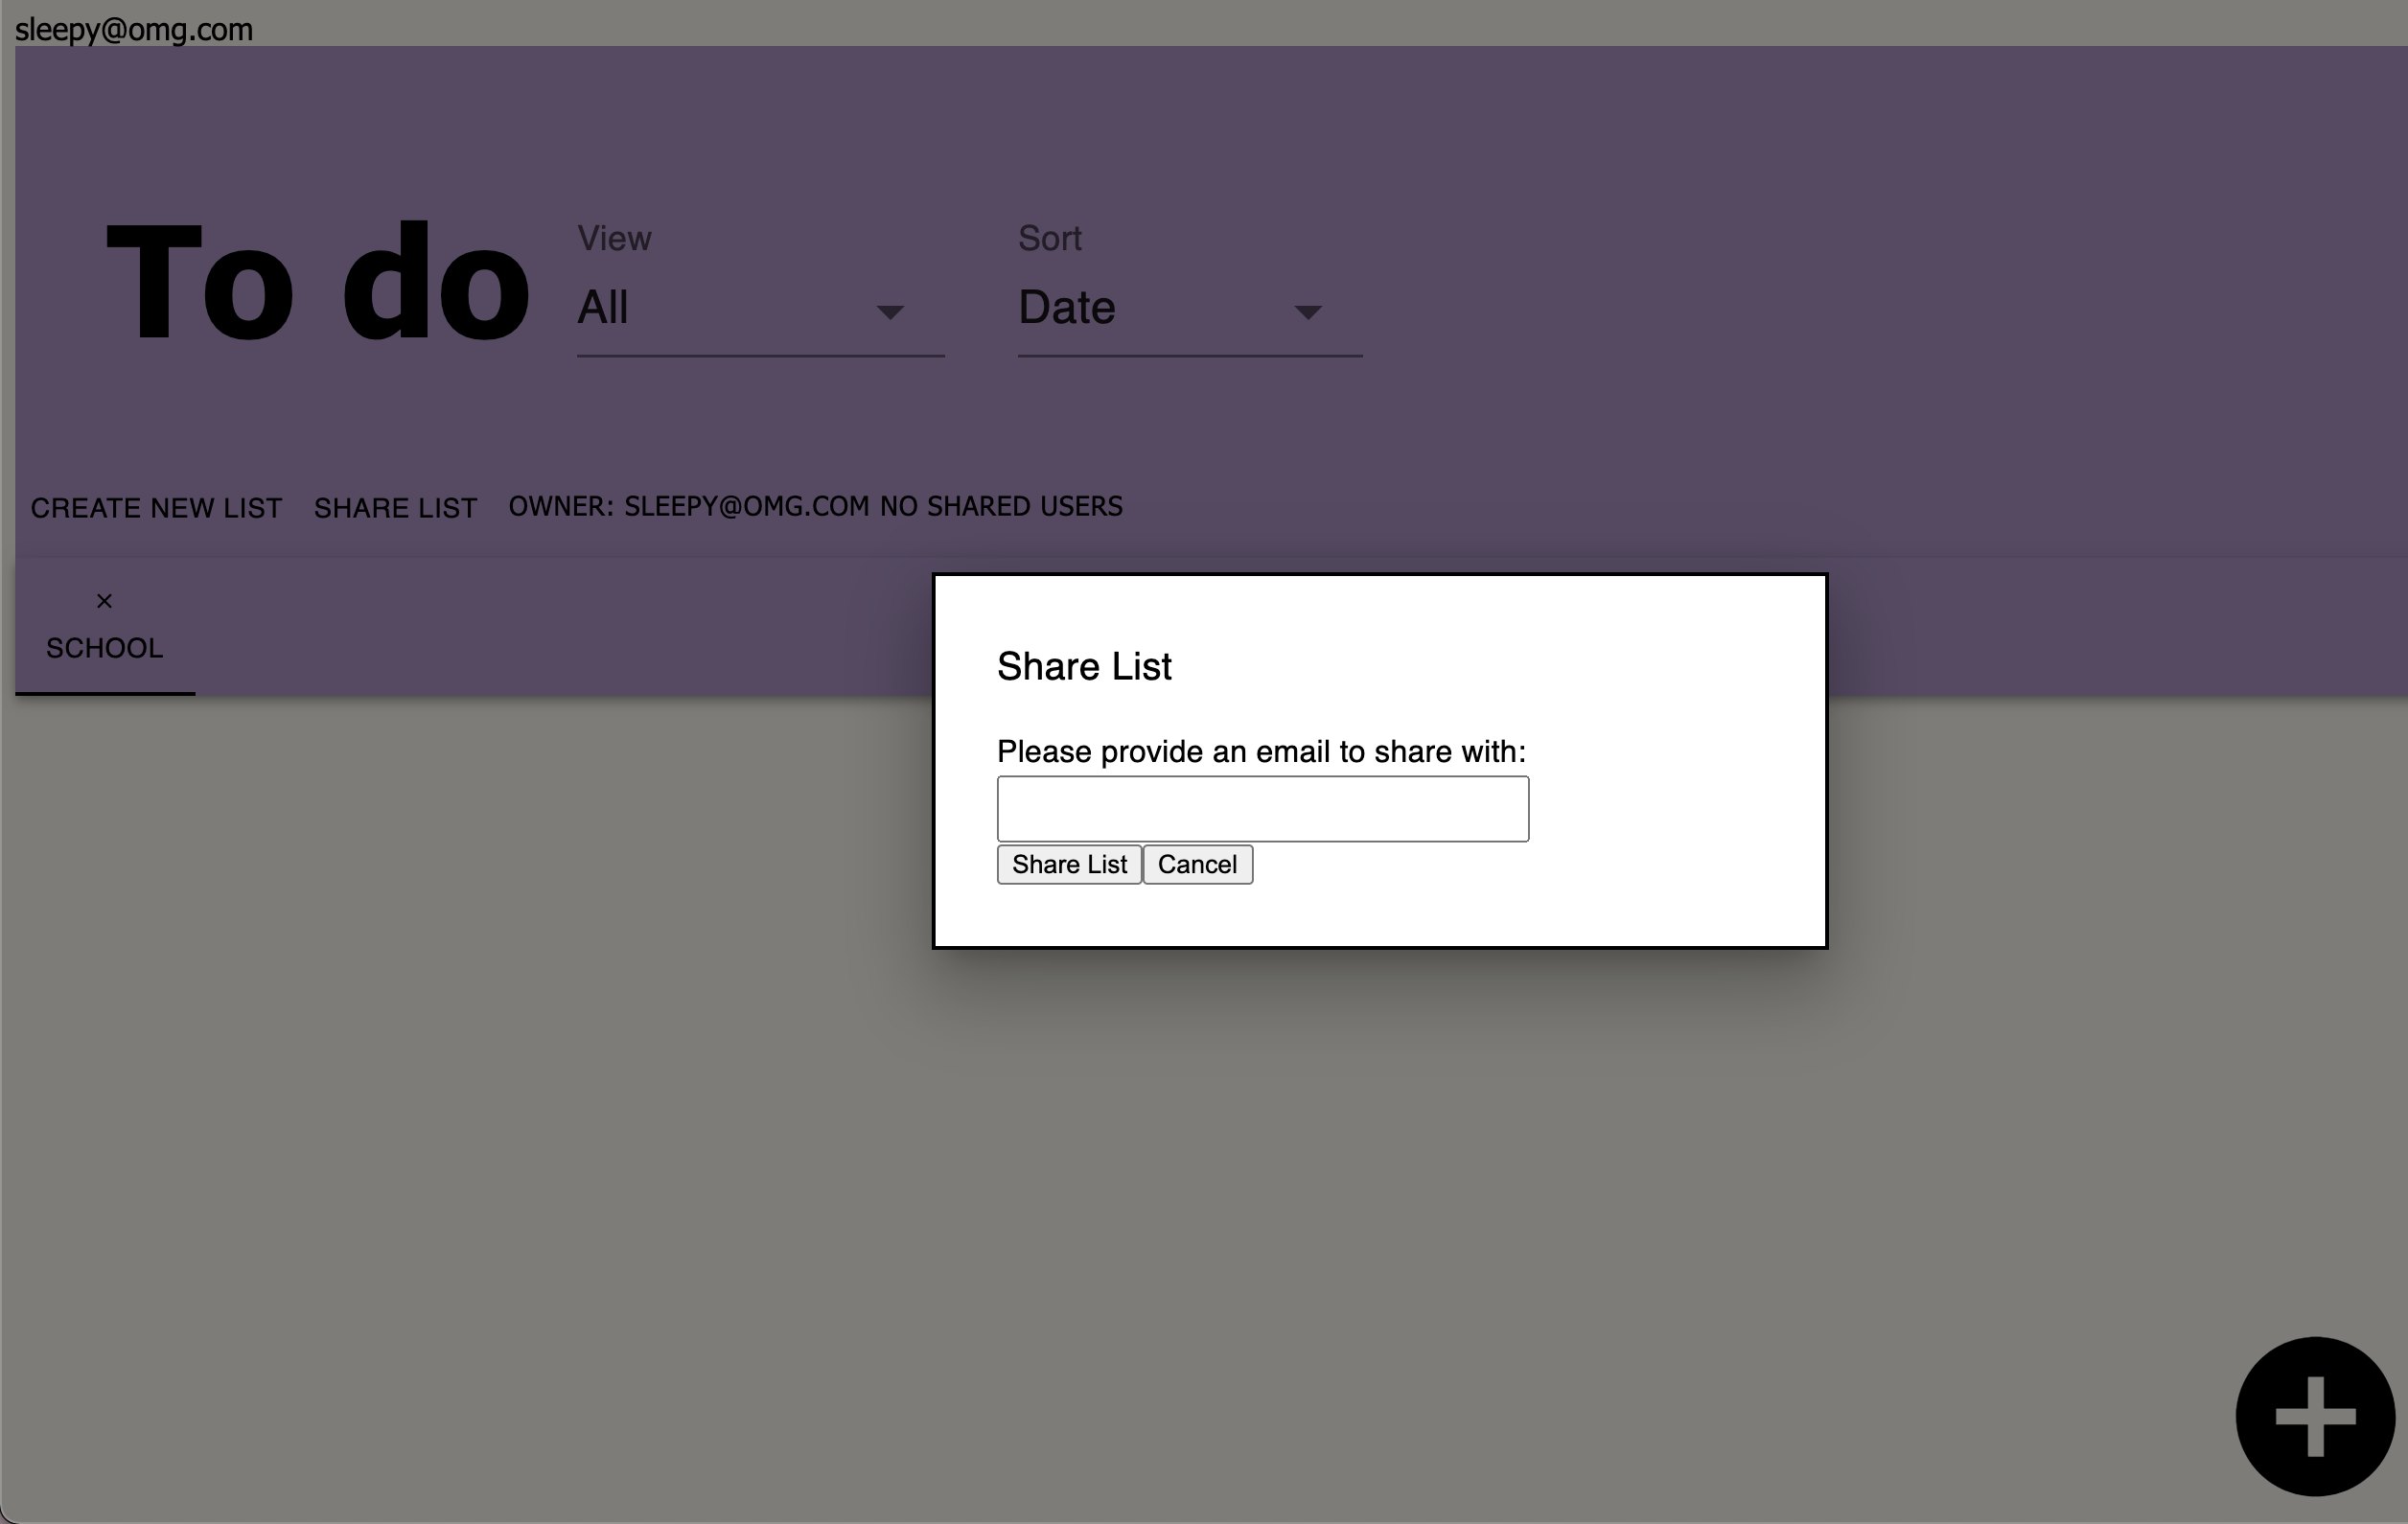 sleepy@omg.com
To do
View
All
Sort
Date
CREATE NEW LIST SHARE LIST OWNER: SLEEPY@OMG.COM NO SHARED USERS
×
SCHOOL
Share List
Please provide an email to share with:
Share List Cancel